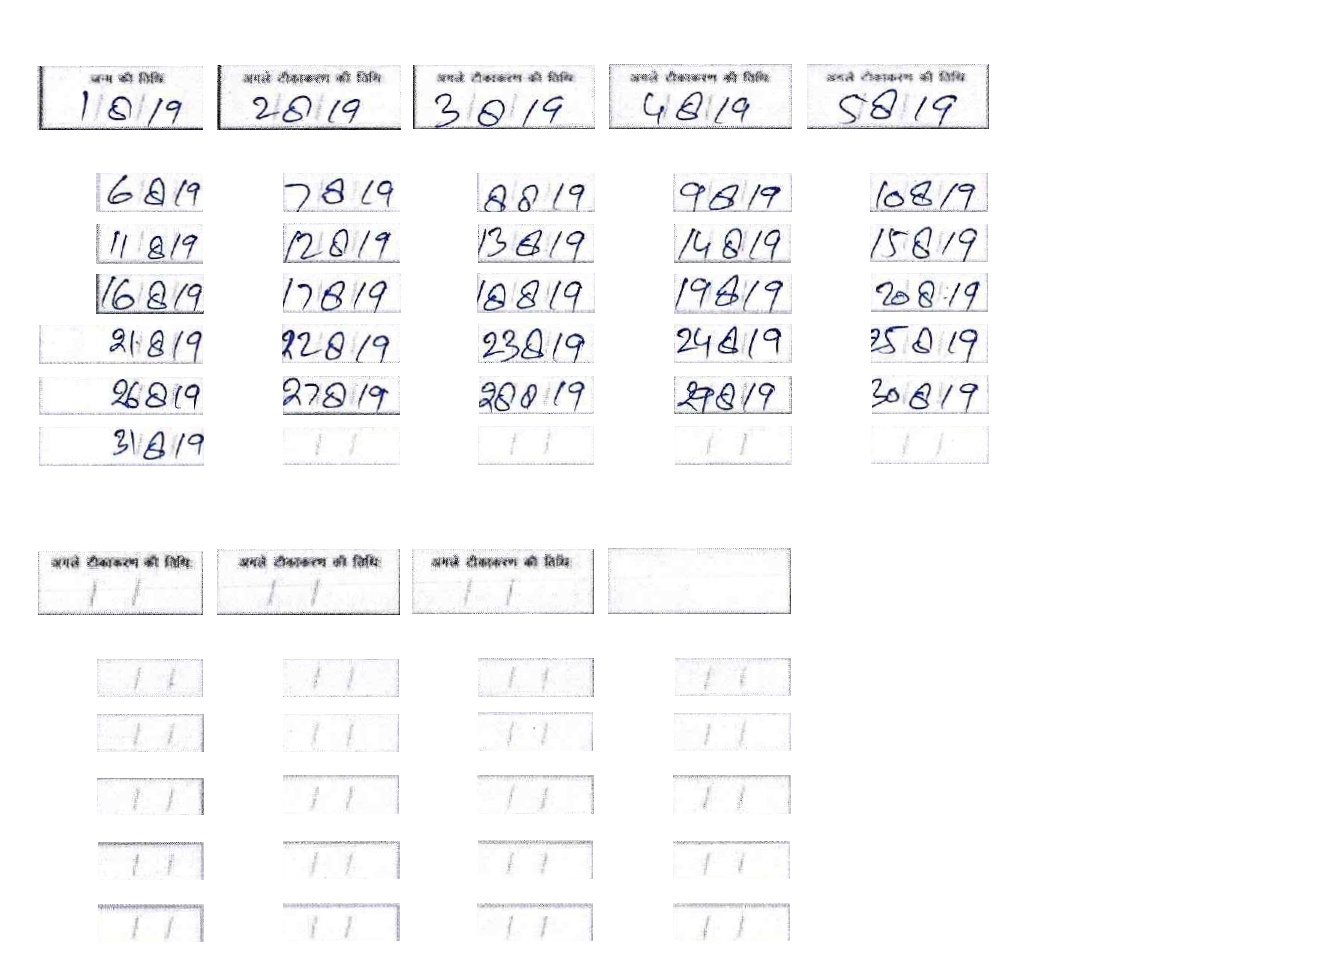 जन्म की तिथि अगले टीकाकरण की तिथि अगले टीकाकरण की तिथि अगले टीकाकरण की तिथि अगले टीकाकरण की तिथि
1/8/19 2/8/19 3/8/19 4/8/19 5/8/19
6/8/19 7/8/19 8/8/19 9/8/19 10/8/19
11/8/19 12/8/19 13/8/19 14/8/19 15/8/19
16/8/19 17/8/19 18/8/19 19/8/19 20/8/19
21/8/19 22/8/19 23/8/19 24/8/19 25/8/19
26/8/19 27/8/19 28/8/19 29/8/19 30/8/19
31/8/19 / / / / / / / /
अगले टीकाकरण की तिथि अगले टीकाकरण की तिथि अगले टीकाकरण की तिथि
/ / / / / /
/ / / / / / / /
/ / / / / / / /
/ / / / / / / /
/ / / / / / / /
/ / / / / / / /